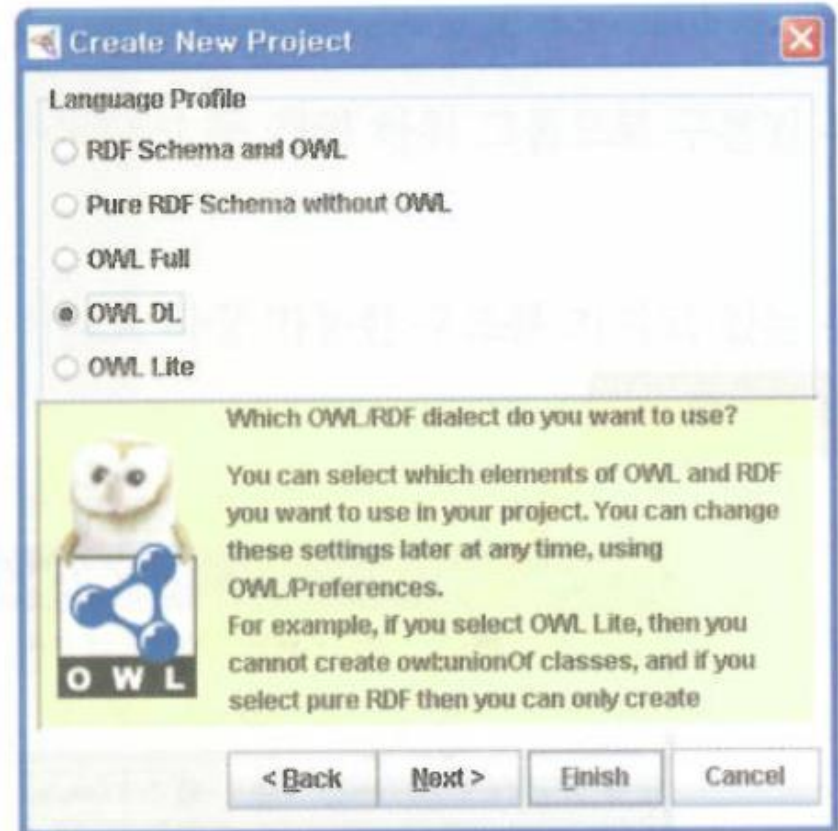 Create New Project
Language Profile
RDF Schema and OWL
Pure RDF Schema without OWL
OWL Full
OWL DL
OWL Lite
Which OWL/RDF dialect do you want to use?
You can select which elements of OWL and RDF
you want to use in your project. You can change
these settings later at any time, using
OWL/Preferences.
For example, if you select OWL Lite, then you
cannot create owl:unionOf classes, and if you
select pure RDF then you can only create
OWL
< Back
Next >
Finish
Cancel